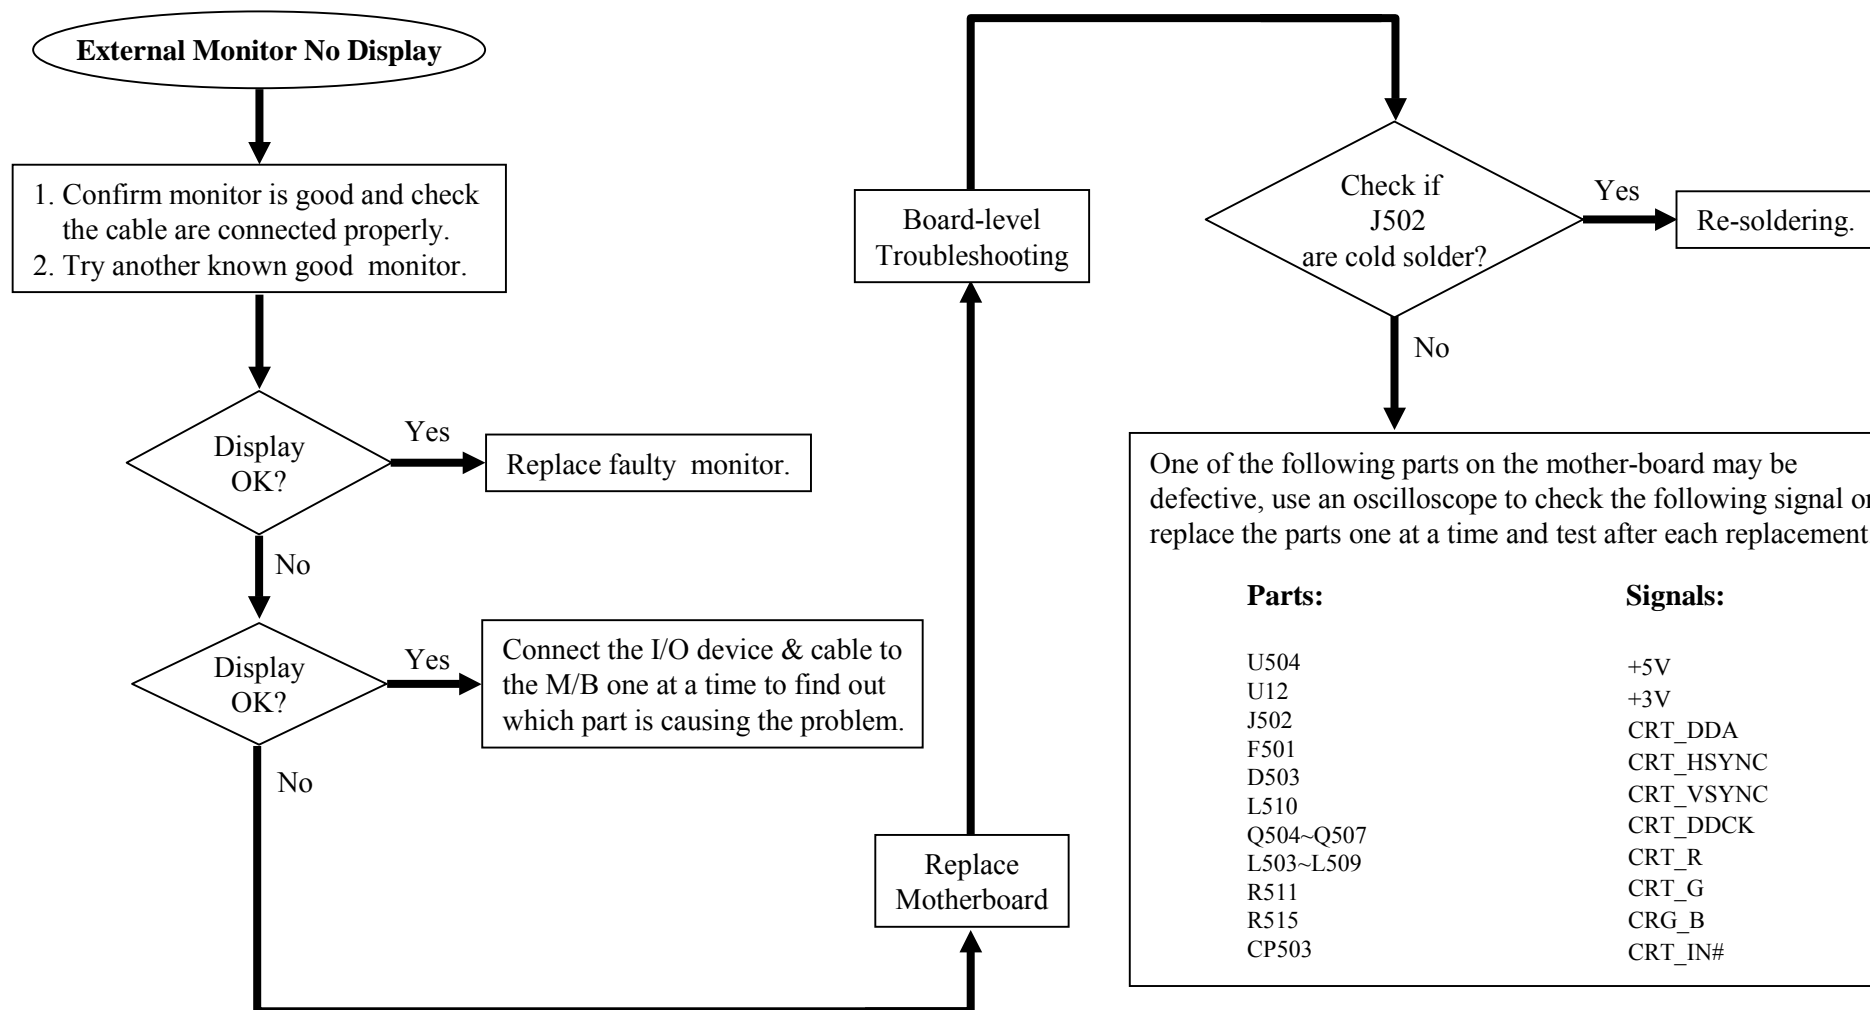 External Monitor No Display
1. Confirm monitor is good and check
the cable are connected properly.
2. Try another known good monitor.
Display
OK?
Yes
Replace faulty monitor.
No
Display
OK?
Yes
Connect the I/O device & cable to
the M/B one at a time to find out
which part is causing the problem.
No
Replace
Motherboard
Board-level
Troubleshooting
Check if
J502
are cold solder?
Yes
Re-soldering.
No
One of the following parts on the mother-board may be
defective, use an oscilloscope to check the following signal or
replace the parts one at a time and test after each replacement
Parts:
U504
U12
J502
F501
D503
L510
Q504~Q507
L503~L509
R511
R515
CP503
Signals:
+5V
+3V
CRT_DDA
CRT_HSYNC
CRT_VSYNC
CRT_DDCK
CRT_R
CRT_G
CRG_B
CRT_IN#